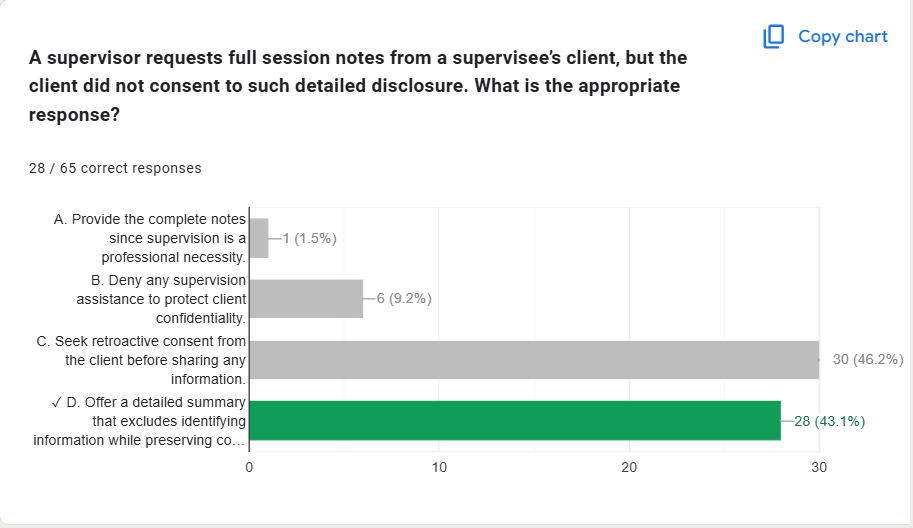 Copy chart
A supervisor requests full session notes from a supervisee’s client, but the
client did not consent to such detailed disclosure. What is the appropriate
response?
28 / 65 correct responses
A. Provide the complete notes
since supervision is a
professional necessity.
1 (1.5%)
B. Deny any supervision
assistance to protect client
confidentiality.
6 (9.2%)
C. Seek retroactive consent from
the client before sharing any
information.
30 (46.2%)
✓ D. Offer a detailed summary
that excludes identifying
information while preserving co…
28 (43.1%)
0 10 20 30